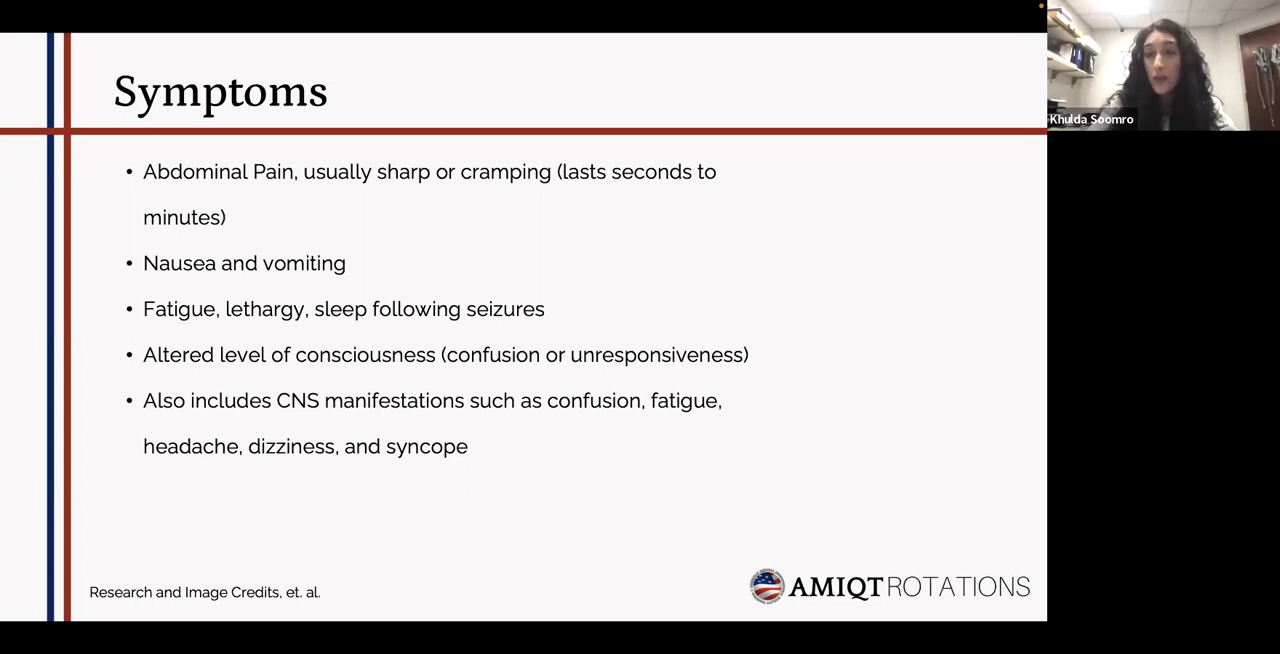 Symptoms
• Abdominal Pain, usually sharp or cramping (lasts seconds to
minutes)
• Nausea and vomiting
• Fatigue, lethargy, sleep following seizures
• Altered level of consciousness (confusion or unresponsiveness)
• Also includes CNS manifestations such as confusion, fatigue,
headache, dizziness, and syncope
Research and Image Credits, et. al.
AMIQT ROTATIONS
Khulda Soomro